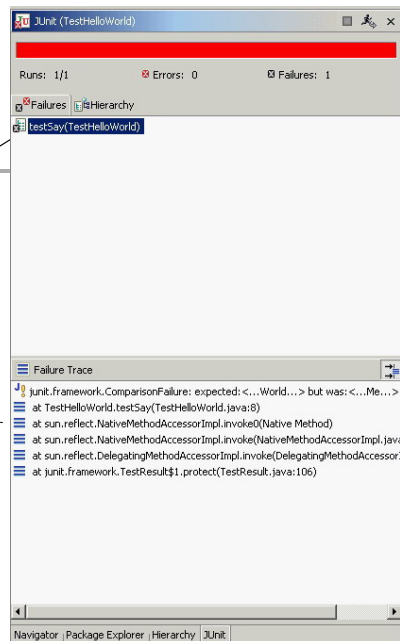 JUnit (TestHelloWorld)
Runs: 1/1 Errors: 0 Failures: 1
Failures Hierarchy
testSay(TestHelloWorld)
Failure Trace
junit.framework.ComparisonFailure: expected:<...World...> but was:<...Me...>
at TestHelloWorld.testSay(TestHelloWorld.java:8)
at sun.reflect.NativeMethodAccessorImpl.invoke0(Native Method)
at sun.reflect.NativeMethodAccessorImpl.invoke(NativeMethodAccessorImpl.java
at sun.reflect.DelegatingMethodAccessorImpl.invoke(DelegatingMethodAccessorI
at junit.framework.TestResult$1.protect(TestResult.java:106)
Navigator Package Explorer Hierarchy JUnit